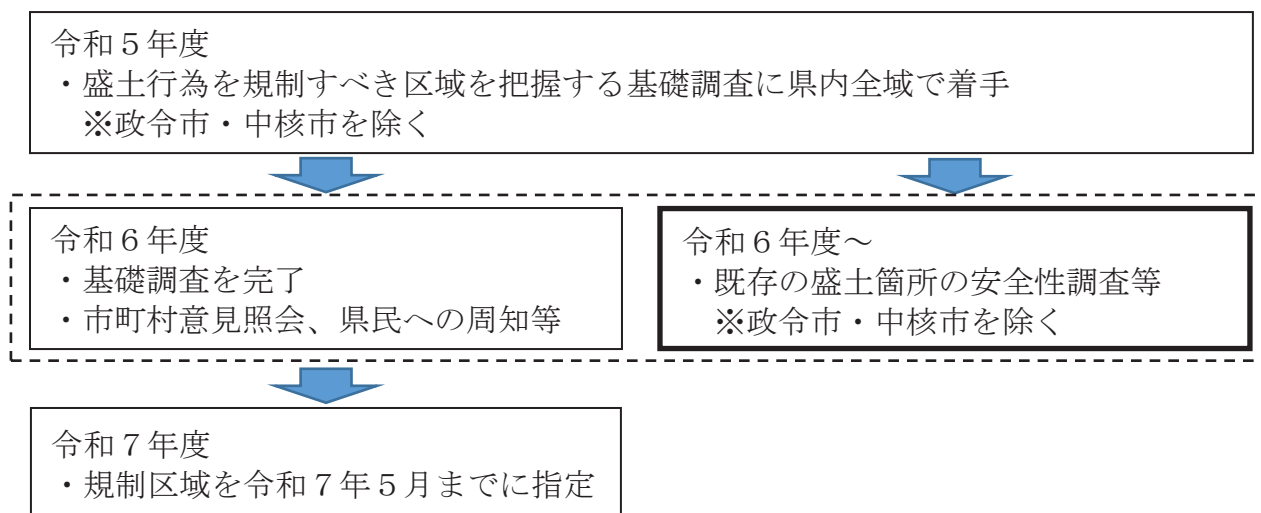 令和５年度
・盛土行為を規制すべき区域を把握する基礎調査に県内全域で着手
※政令市・中核市を除く
令和６年度
・基礎調査を完了
・市町村意見照会、県民への周知等
令和６年度～
・既存の盛土箇所の安全性調査等
※政令市・中核市を除く
令和７年度
・規制区域を令和７年５月までに指定